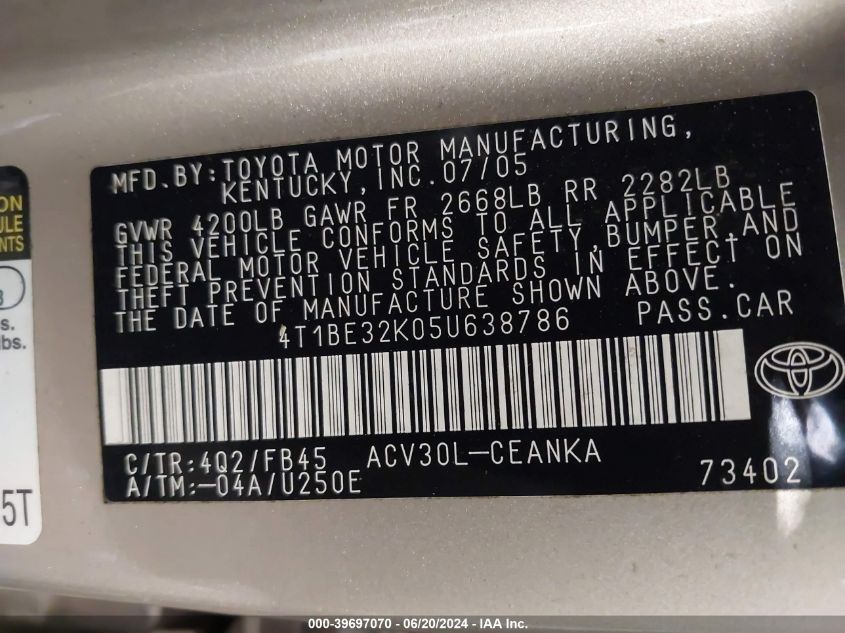 MFD.BY:TOYOTA MOTOR MANUFACTURING,
KENTUCKY,INC.07/05
GVWR 4200LB GAWR FR 2668LB RR 2282LB
THIS VEHICLE CONFORMS TO ALL APPLICABLE
FEDERAL MOTOR VEHICLE SAFETY,BUMPER,AND
THEFT PREVENTION STANDARDS IN EFFECT ON
THE DATE OF MANUFACTURE SHOWN ABOVE.
4T1BE32K05U638786 PASS.CAR
C/TR:4Q2/FB45 ACV30L-CEANKA
A/TM:-04A/U250E 73402
5T
000-39697070 - 06/20/2024 - IAA Inc.